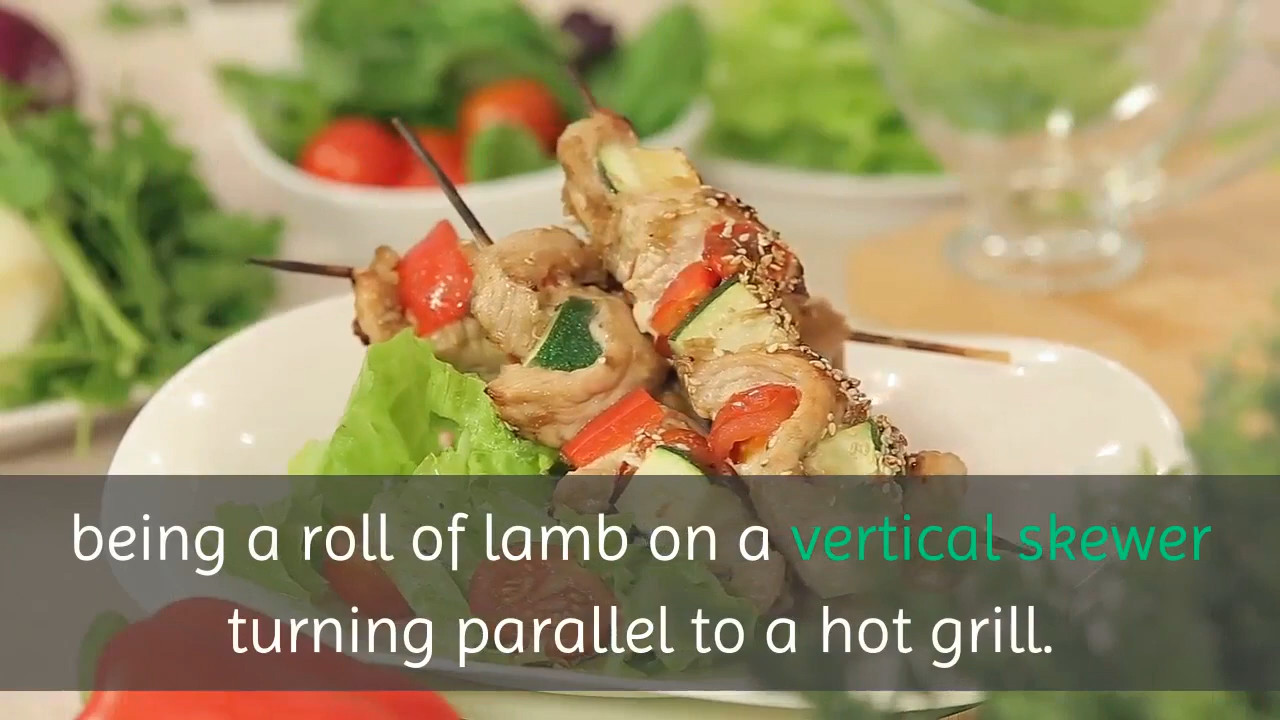 being a roll of lamb on a vertical skewer
turning parallel to a hot grill.